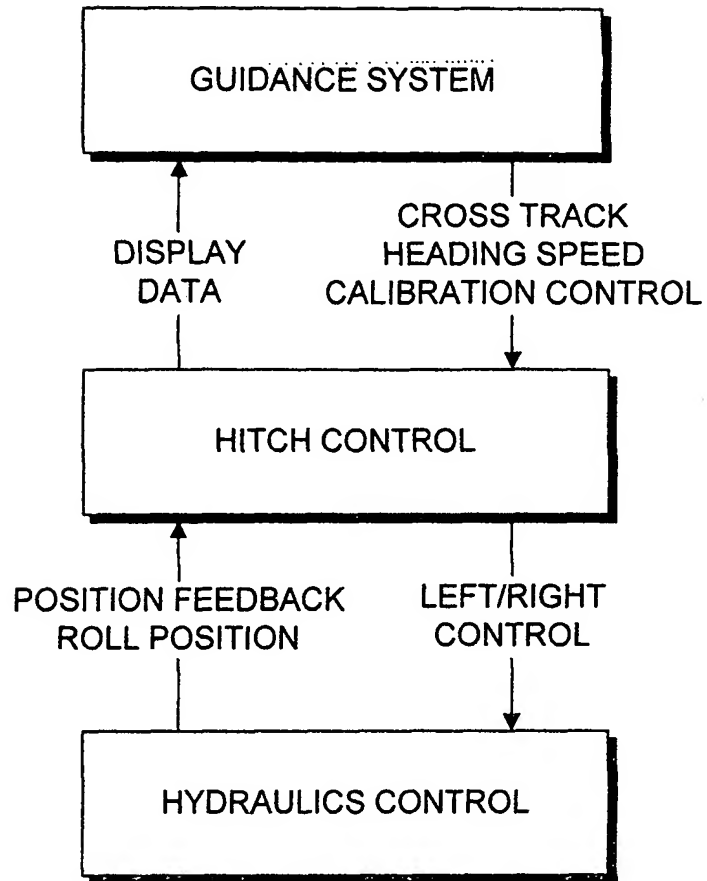 GUIDANCE SYSTEM
DISPLAY
DATA
CROSS TRACK
HEADING SPEED
CALIBRATION CONTROL
HITCH CONTROL
POSITION FEEDBACK
ROLL POSITION
LEFT/RIGHT
CONTROL
HYDRAULICS CONTROL